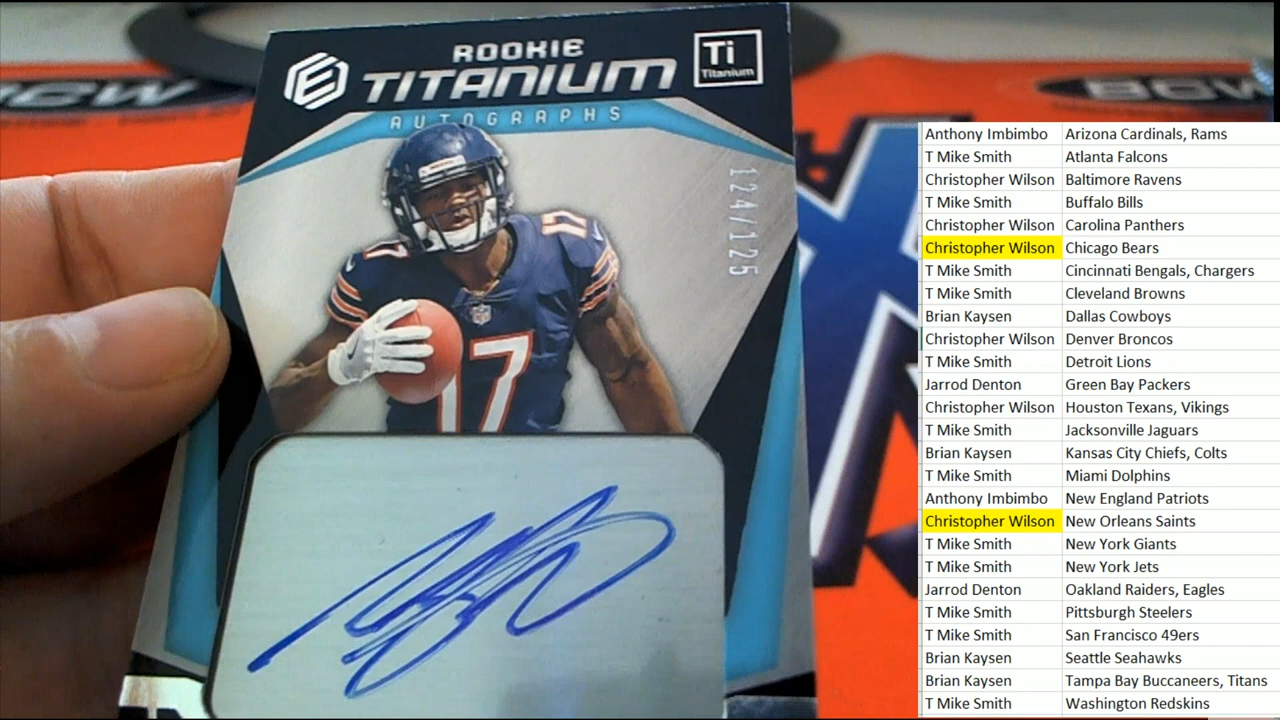 ROOKIE
TITANIUM
AUTOGRAPHS
Ti
Titanium
124/125
17
17
17
BCW
BCW
Anthony Imbimbo Arizona Cardinals, Rams
T Mike Smith Atlanta Falcons
Christopher Wilson Baltimore Ravens
T Mike Smith Buffalo Bills
Christopher Wilson Carolina Panthers
Christopher Wilson Chicago Bears
T Mike Smith Cincinnati Bengals, Chargers
T Mike Smith Cleveland Browns
Brian Kaysen Dallas Cowboys
Christopher Wilson Denver Broncos
T Mike Smith Detroit Lions
Jarrod Denton Green Bay Packers
Christopher Wilson Houston Texans, Vikings
T Mike Smith Jacksonville Jaguars
Brian Kaysen Kansas City Chiefs, Colts
T Mike Smith Miami Dolphins
Anthony Imbimbo New England Patriots
Christopher Wilson New Orleans Saints
T Mike Smith New York Giants
T Mike Smith New York Jets
Jarrod Denton Oakland Raiders, Eagles
T Mike Smith Pittsburgh Steelers
T Mike Smith San Francisco 49ers
Brian Kaysen Seattle Seahawks
Brian Kaysen Tampa Bay Buccaneers, Titans
T Mike Smith Washington Redskins